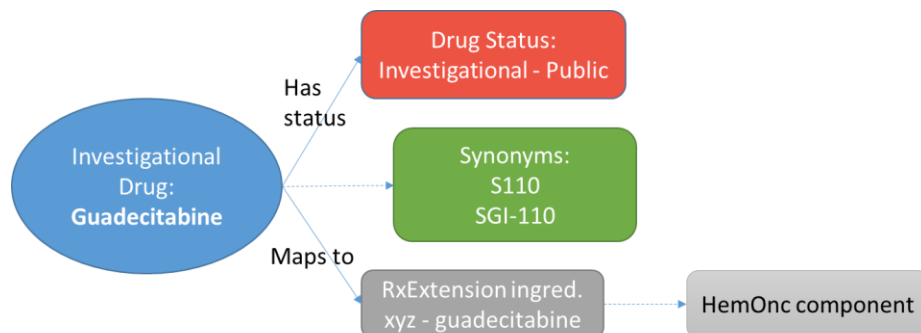 Drug Status:
Investigational - Public
Has
status
Investigational
Drug:
Guadecitabine
Synonyms:
S110
SGI-110
Maps to
RxExtension ingred.
xyz - guadecitabine
HemOnc component